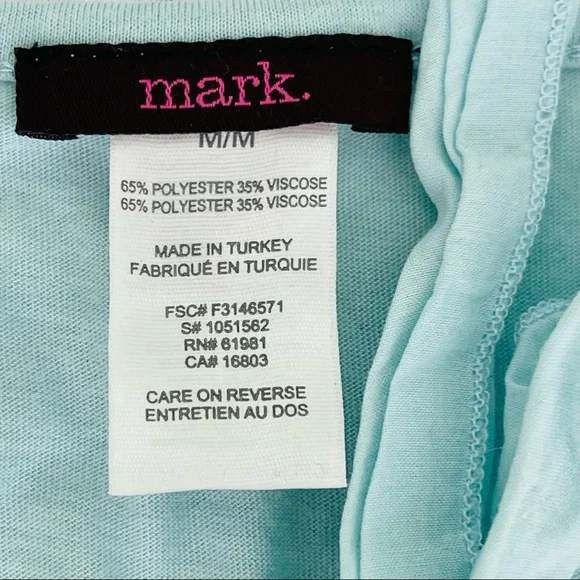 mark.
M/M
65% POLYESTER 35% VISCOSE
65% POLYESTER 35% VISCOSE
MADE IN TURKEY
FABRIQUÉ EN TURQUIE
FSC# F3146571
S# 1051562
RN# 61981
CA# 16803
CARE ON REVERSE
ENTRETIEN AU DOS